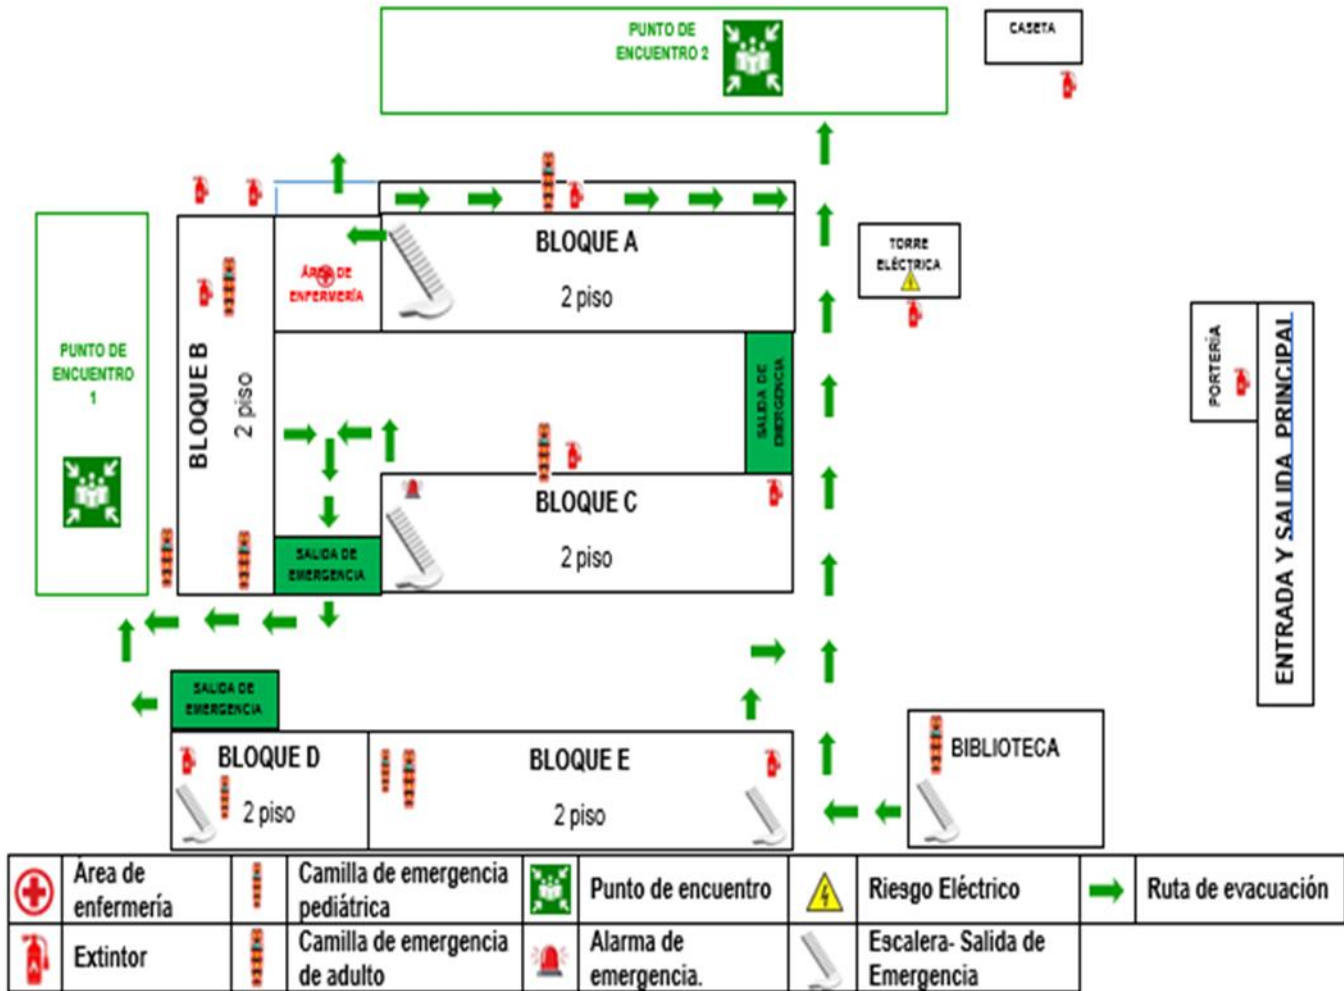 PUNTO DE
ENCUENTRO 2
CASETA
BLOQUE A
2 piso
TORRE
ELÉCTRICA
ÁREA DE
ENFERMERÍA
PUNTO DE
ENCUENTRO
1
BLOQUE B
2 piso
SALIDA DE
EMERGENCIA
PORTERÍA
ENTRADA Y SALIDA PRINCIPAL
BLOQUE C
2 piso
SALIDA DE
EMERGENCIA
SALIDA DE
EMERGENCIA
BLOQUE D
2 piso
BLOQUE E
2 piso
BIBLIOTECA
Área de
enfermería
Camilla de emergencia
pediátrica
Punto de encuentro
Riesgo Eléctrico
Ruta de evacuación
Extintor
Camilla de emergencia
de adulto
Alarma de
emergencia.
Escalera- Salida de
Emergencia